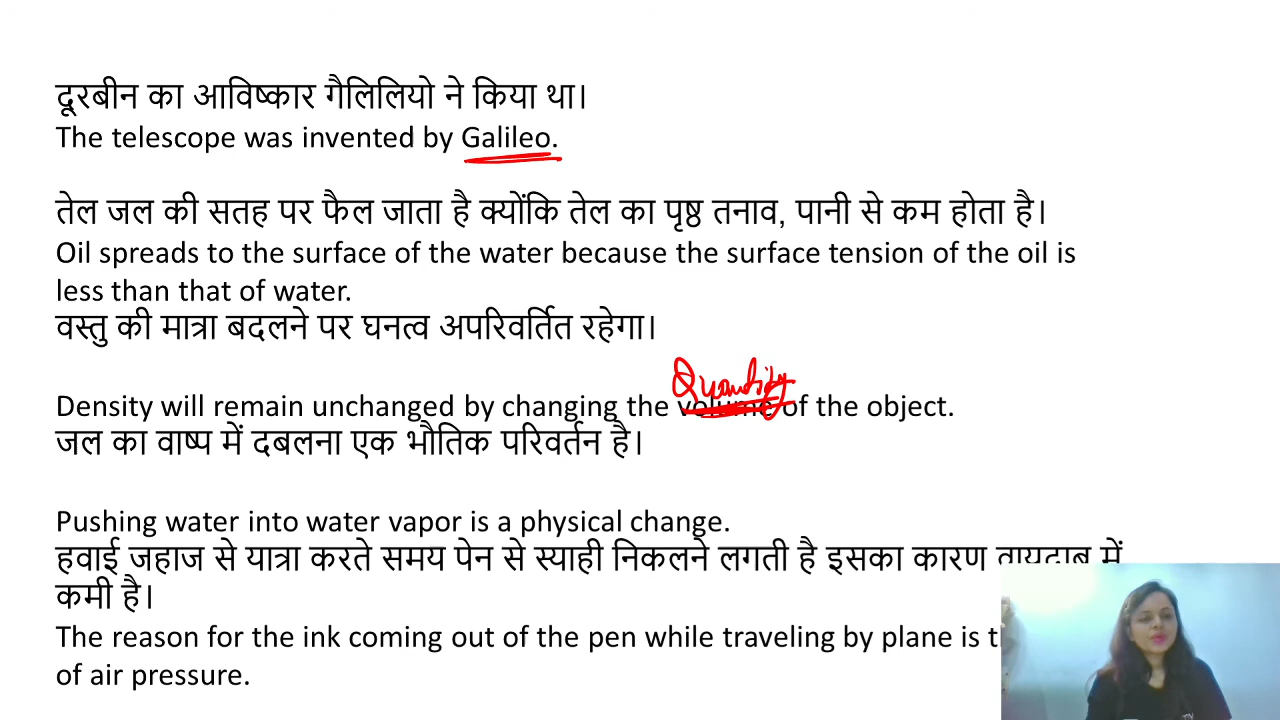 दूरबीन का आविष्कार गैलिलियो ने किया था।
The telescope was invented by Galileo.
तेल जल की सतह पर फैल जाता है क्योंकि तेल का पृष्ठ तनाव, पानी से कम होता है।
Oil spreads to the surface of the water because the surface tension of the oil is
less than that of water.
वस्तु की मात्रा बदलने पर घनत्व अपरिवर्तित रहेगा।
Quantity
Density will remain unchanged by changing the volume of the object.
जल का वाष्प में दबलना एक भौतिक परिवर्तन है।
Pushing water into water vapor is a physical change.
हवाई जहाज से यात्रा करते समय पेन से स्याही निकलने लगती है इसका कारण वायुदाब में
कमी है।
The reason for the ink coming out of the pen while traveling by plane is
of air pressure.